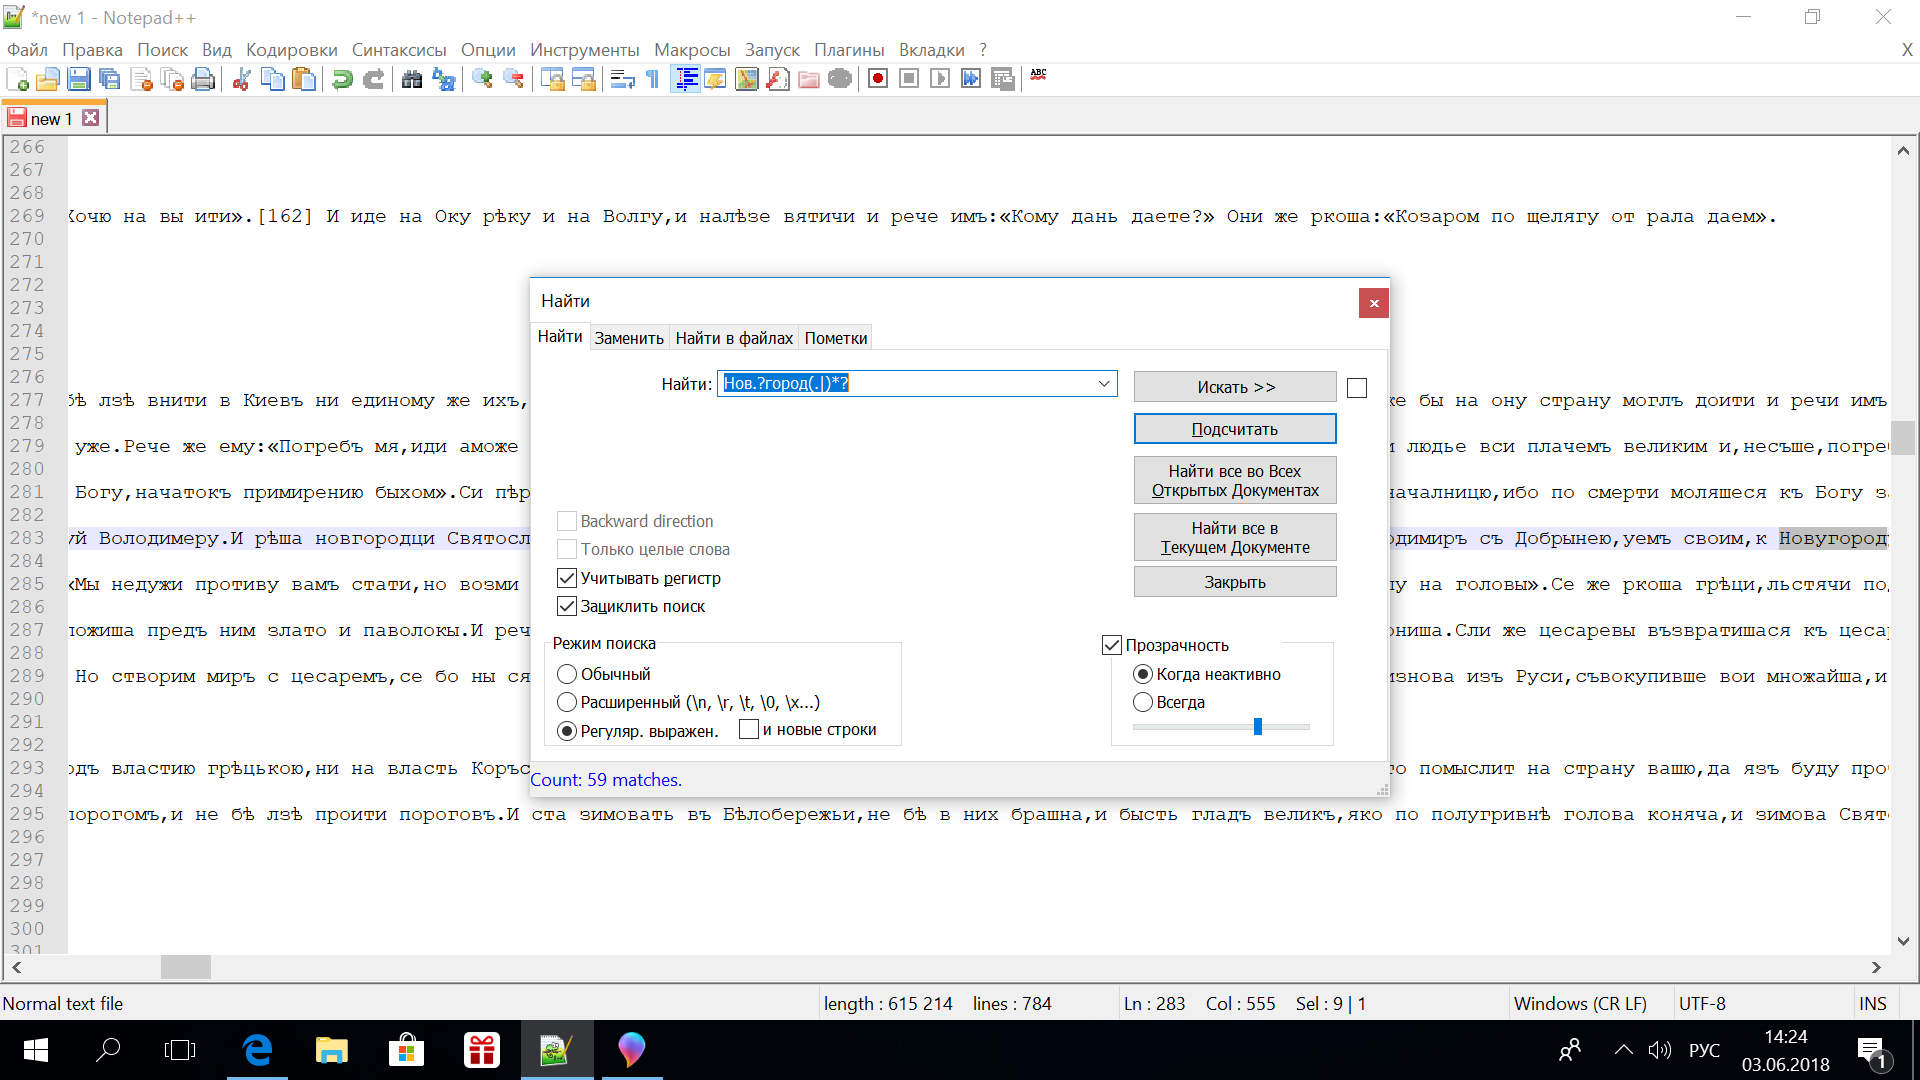 *new 1 - Notepad++
Файл Правка Поиск Вид Кодировки Синтаксисы Опции Инструменты Макросы Запуск Плагины Вкладки ? X
ABC
new 1
266
267
268
269 Хочю на вы ити».[162] И иде на Оку рѣку и на Волгу,и налѣзе вятичи и рече имъ:«Кому дань даете?» Они же ркоша:«Козаром по щелягу от рала даем».
270
271
272
273
274
275
276
277 бѣ лзѣ внити в Киевъ ни единому же ихъ, же бы на ону страну моглъ доити и речи имъ
278
279 уже.Рече же ему:«Погребъ мя,иди аможе и людье вси плачемъ великим и,несъше,погре
280
281 Богу,начатокъ примирению быхом».Си пѣр началницю,ибо по смерти моляшеся къ Богу з
282
283 уй Володимеру.И рѣша новгородци Святосл одимиръ съ Добрынею,уемъ своим,к Новугород
284
285 «Мы недужи противу вамъ стати,но возми у на головы».Се же ркоша грѣци,льстячи по
286
287 ложиша предъ ним злато и паволокы.И реч ониша.Сли же цесаревы възвратишася къ цеса
288
289 Но створим миръ с цесаремъ,се бо ны ся изнова изъ Руси,съвокупивше вои множайша,и
290
291
292
293 одъ властию грѣцькою,ни на власть Коръс то помыслит на страну вашю,да язъ буду про
294
295 порогомъ,и не бѣ лзѣ проити пороговъ.И ста зимовать въ Бѣлобережьи,не бѣ в них брашна,и бысть гладъ великъ,яко по полугривнѣ голова коняча,и зимова Свят
296
297
298
299
300
301
Найти
Найти Заменить Найти в файлах Пометки
Найти: Нов.?город(.|)*?
Искать >>
Подсчитать
Найти все во Всех
Открытых Документах
Найти все в
Текущем Документе
Закрыть
Backward direction
Только целые слова
Учитывать регистр
Зациклить поиск
Режим поиска
Обычный
Расширенный (\n, \r, \t, \0, \x...)
Регуляр. выражен. и новые строки
Прозрачность
Когда неактивно
Всегда
Count: 59 matches.
Normal text file length : 615 214 lines : 784 Ln : 283 Col : 555 Sel : 9 | 1 Windows (CR LF) UTF-8 INS
РУС
14:24
03.06.2018
1